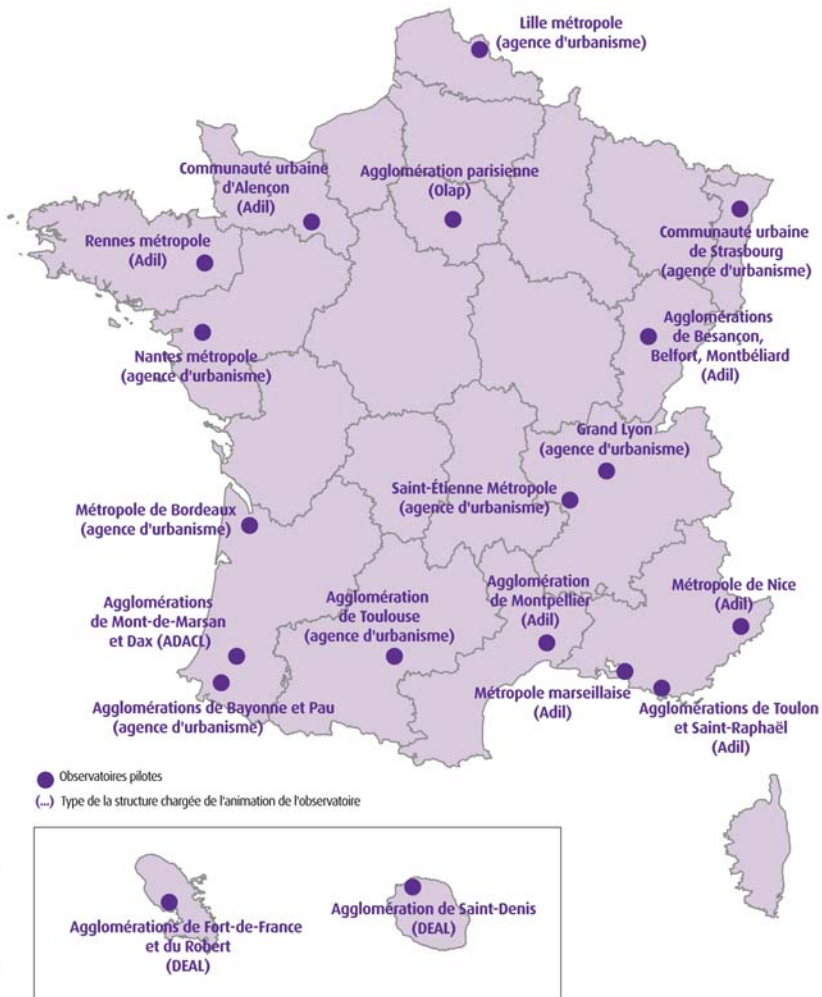 Lille métropole
(agence d'urbanisme)
Communauté urbaine
d'Alençon
(Adil)
Agglomération parisienne
(Olap)
Rennes métropole
(Adil)
Communauté urbaine
de Strasbourg
(agence d'urbanisme)
Nantes métropole
(agence d'urbanisme)
Agglomérations
de Besançon,
Belfort, Montbéliard
(Adil)
Grand Lyon
(agence d'urbanisme)
Saint-Étienne Métropole
(agence d'urbanisme)
Métropole de Bordeaux
(agence d'urbanisme)
Agglomérations
de Mont-de-Marsan
et Dax (ADACL)
Agglomération
de Toulouse
(agence d'urbanisme)
Agglomération
de Montpellier
(Adil)
Métropole de Nice
(Adil)
Agglomérations de Bayonne et Pau
(agence d'urbanisme)
Métropole marseillaise
(Adil)
Agglomérations de Toulon
et Saint-Raphaël
(Adil)
Observatoires pilotes
(...) Type de la structure chargée de l'animation de l'observatoire
Agglomérations de Fort-de-France
et du Robert
(DEAL)
Agglomération de Saint-Denis
(DEAL)